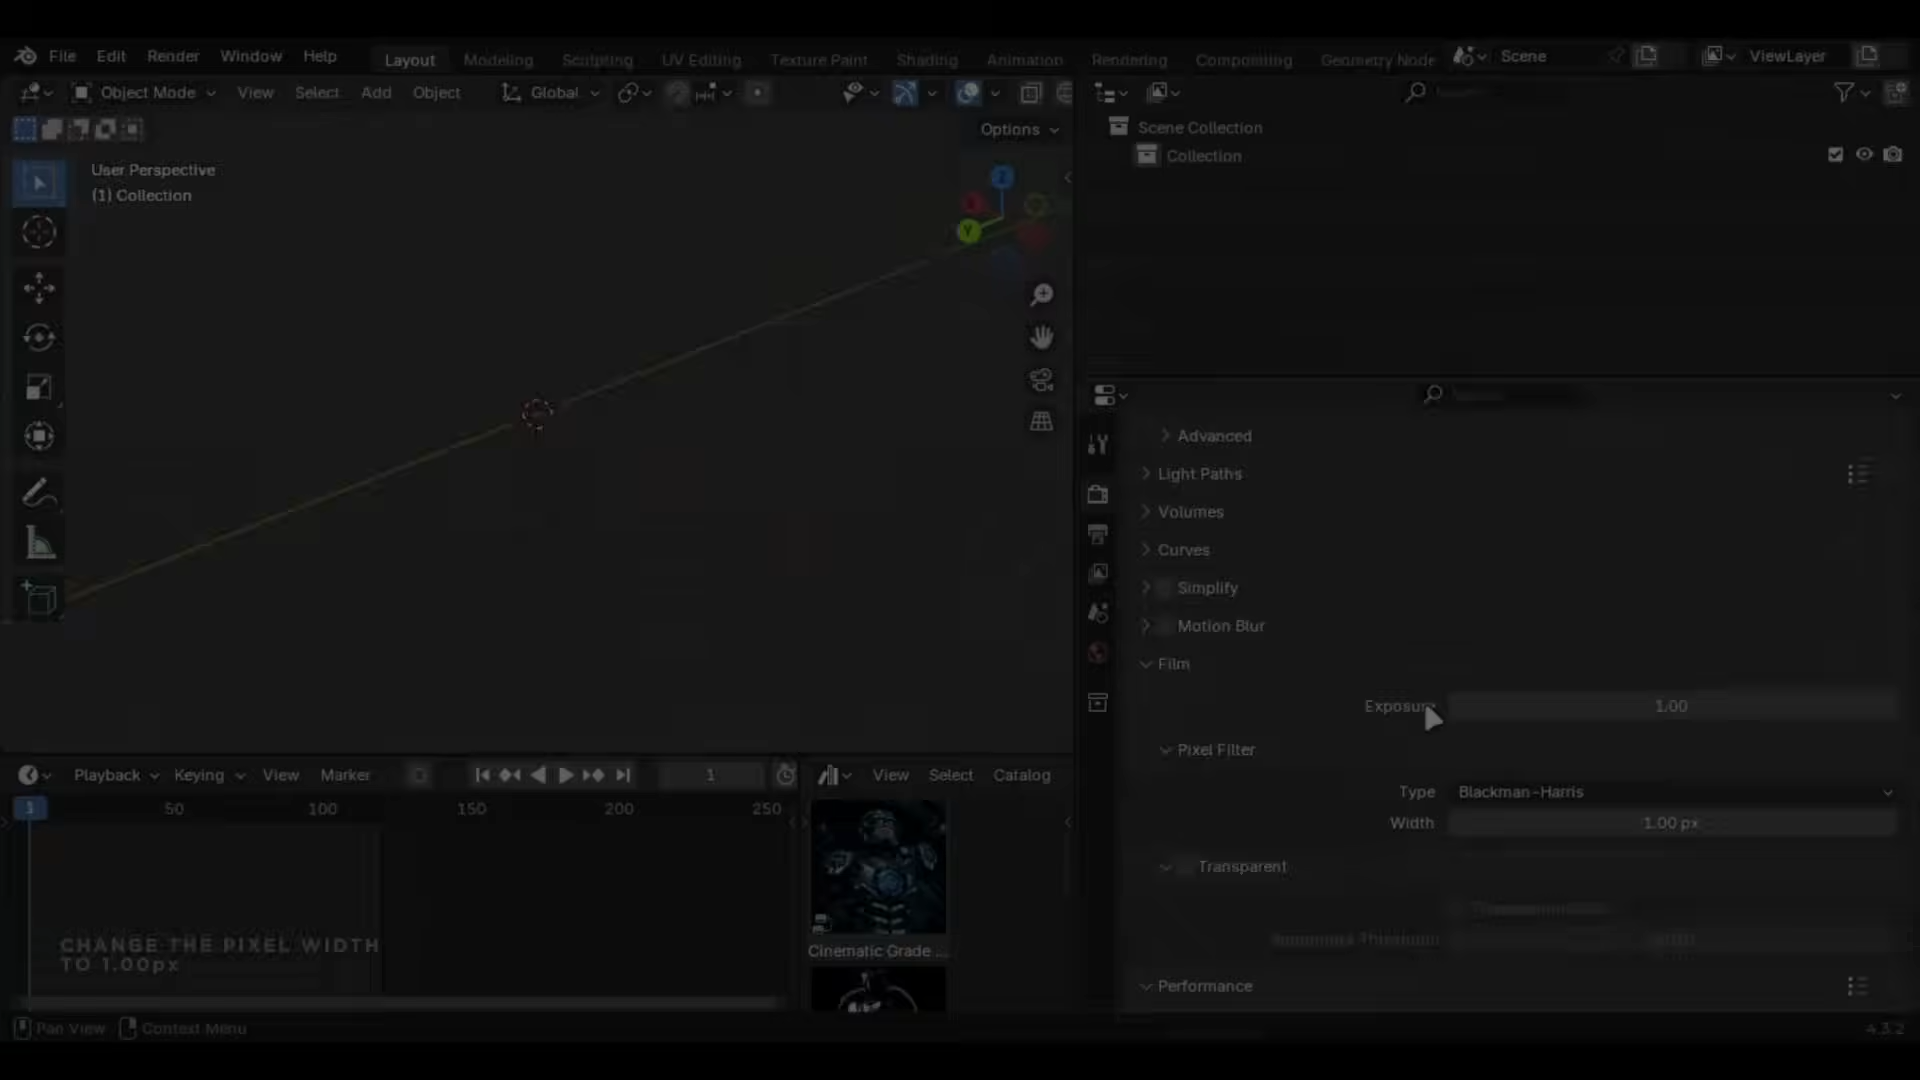 File Edit Render Window Help Layout Modeling Sculpting UV Editing Texture Paint Shading Animation Rendering Compositing Geometry Node Scene ViewLayer
Object Mode View Select Add Object Global
Options
User Perspective
(1) Collection
Z
Y
Scene Collection
Collection
Advanced
Light Paths
Volumes
Curves
Simplify
Motion Blur
Film
Exposure 1.00
Pixel Filter
Type Blackman-Harris
Width 1.00 px
Transparent
Performance
Playback Keying View Marker 1
1 50 100 150 200 250
View Select Catalog
Cinematic Grade ...
CHANGE THE PIXEL WIDTH
TO 1.00px
Pan View Context Menu
4.3.2